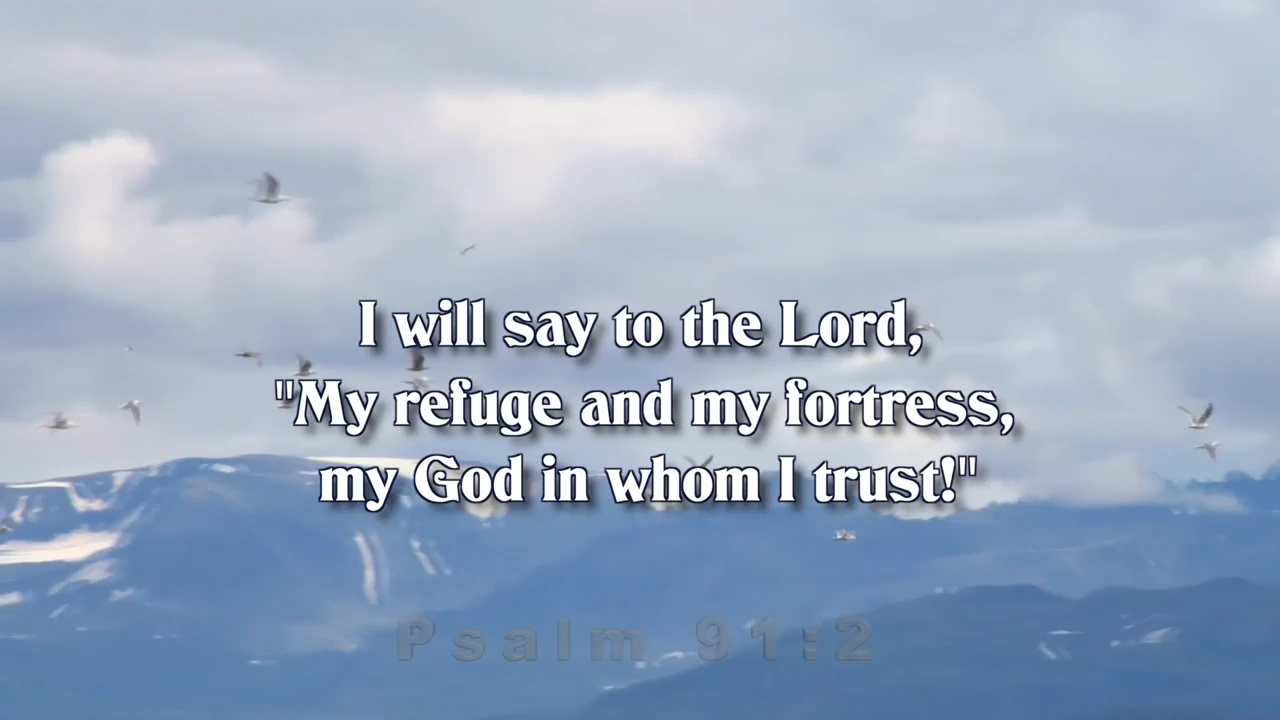 I will say to the Lord,
"My refuge and my fortress,
my God in whom I trust!"
Psalm 91:2